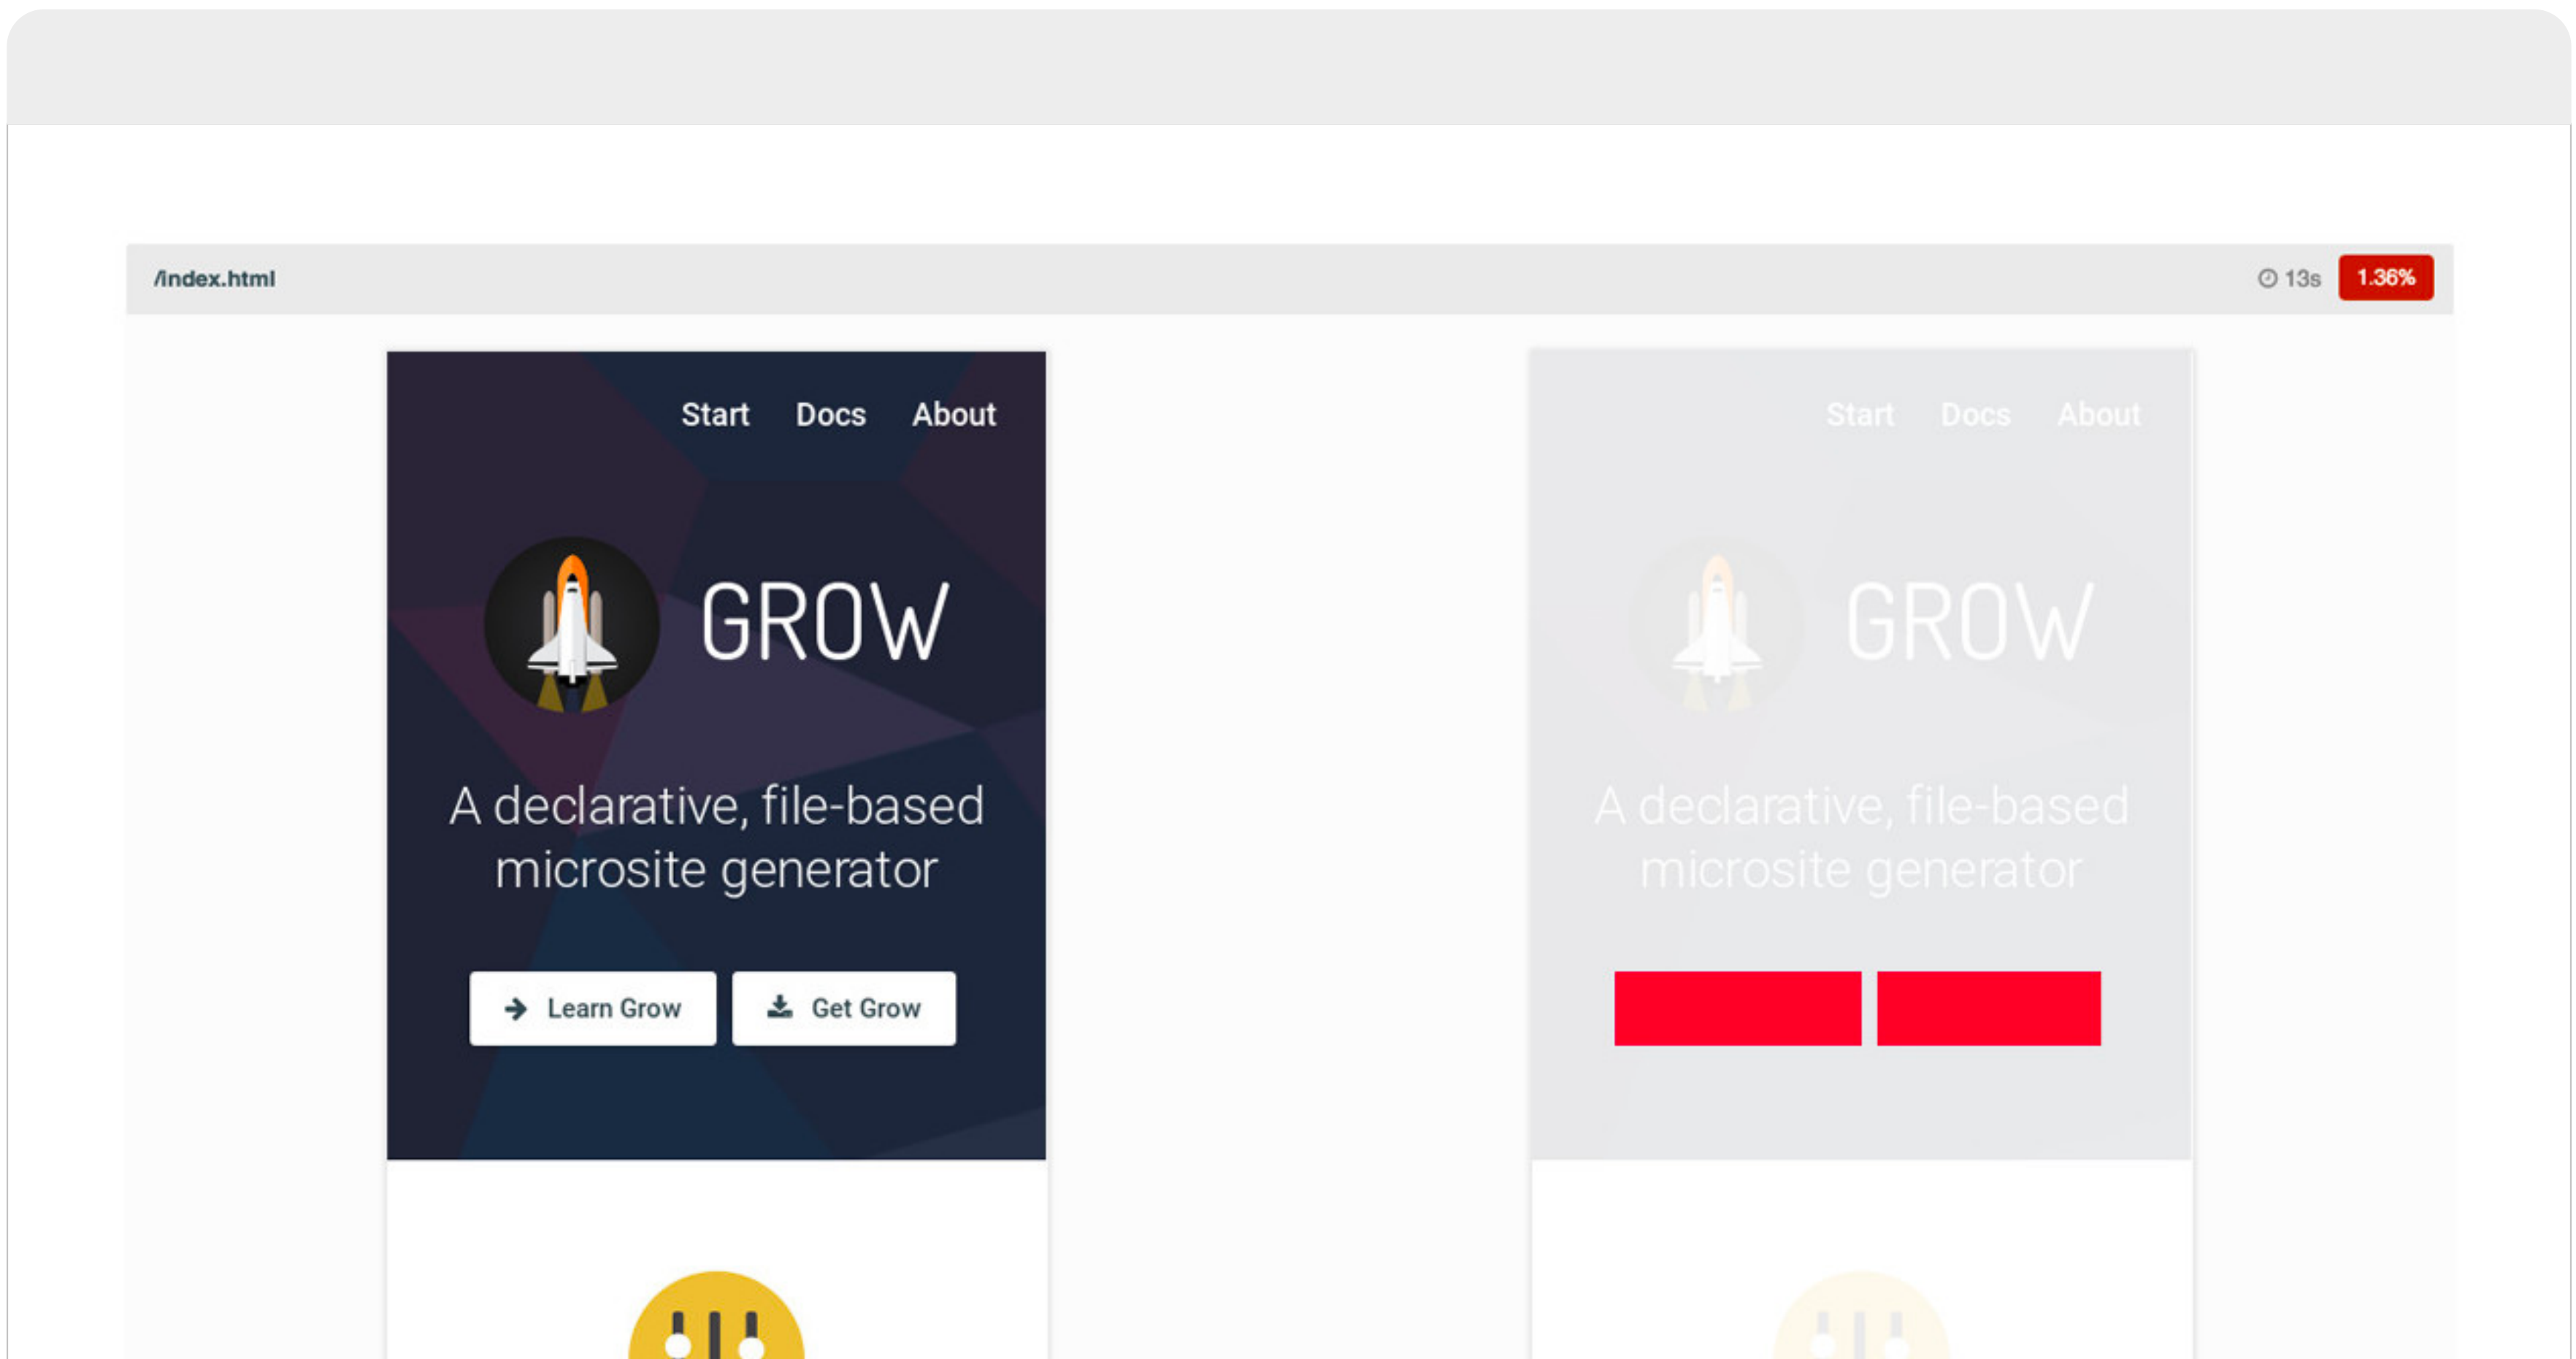 /index.html
13s
1.36%
Start Docs About
GROW
A declarative, file-based
microsite generator
Learn Grow
Get Grow
Start Docs About
GROW
A declarative, file-based
microsite generator